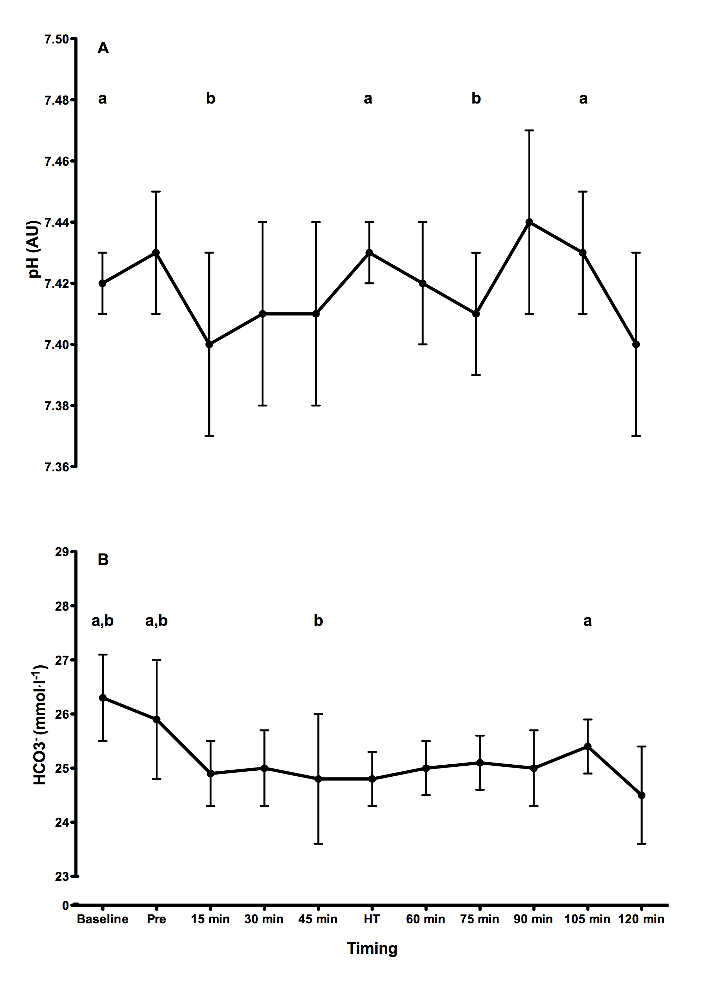 7.50
A
7.48
a b a b a
7.46
7.44
7.42
7.40
7.38
7.36
pH (AU)
29
B
28
a,b a,b b a
27
26
25
24
23
0
HCO3- (mmol·l-1)
Baseline Pre 15 min 30 min 45 min HT 60 min 75 min 90 min 105 min 120 min
Timing